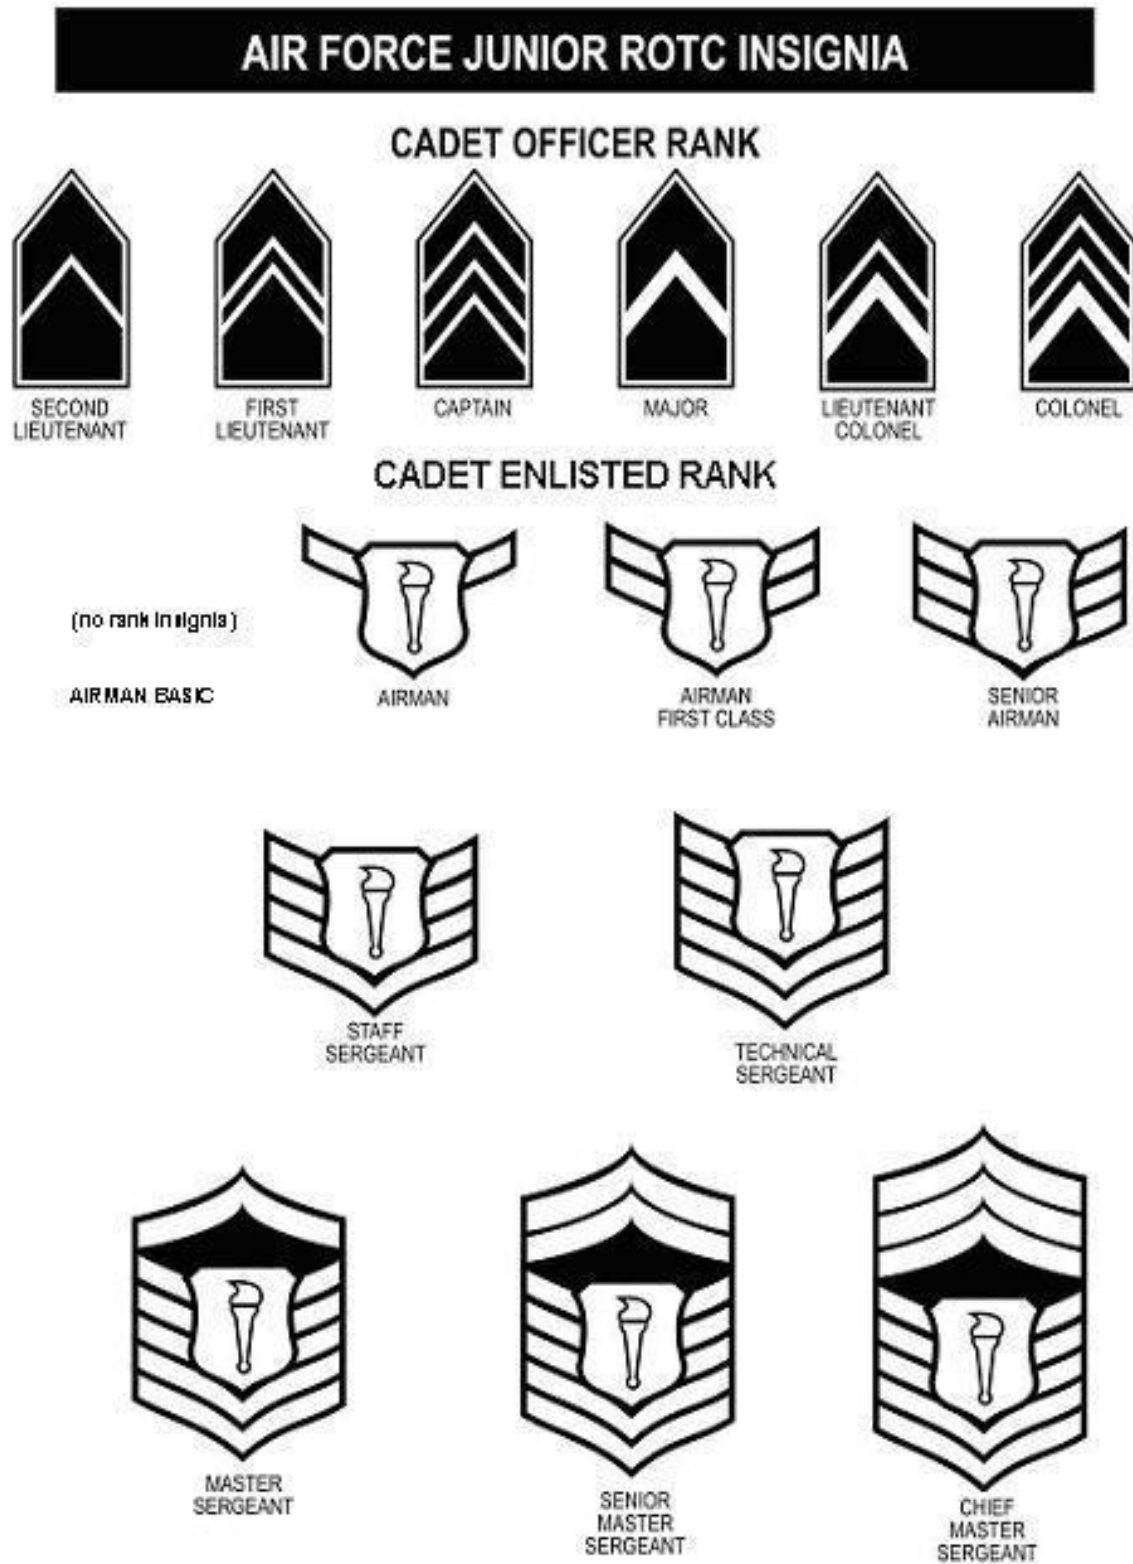 AIR FORCE JUNIOR ROTC INSIGNIA
CADET OFFICER RANK
SECOND
LIEUTENANT
FIRST
LIEUTENANT
CAPTAIN
MAJOR
LIEUTENANT
COLONEL
COLONEL
CADET ENLISTED RANK
(no rank insignia)
AIRMAN BASIC
AIRMAN
AIRMAN
FIRST CLASS
SENIOR
AIRMAN
STAFF
SERGEANT
TECHNICAL
SERGEANT
MASTER
SERGEANT
SENIOR
MASTER
SERGEANT
CHIEF
MASTER
SERGEANT